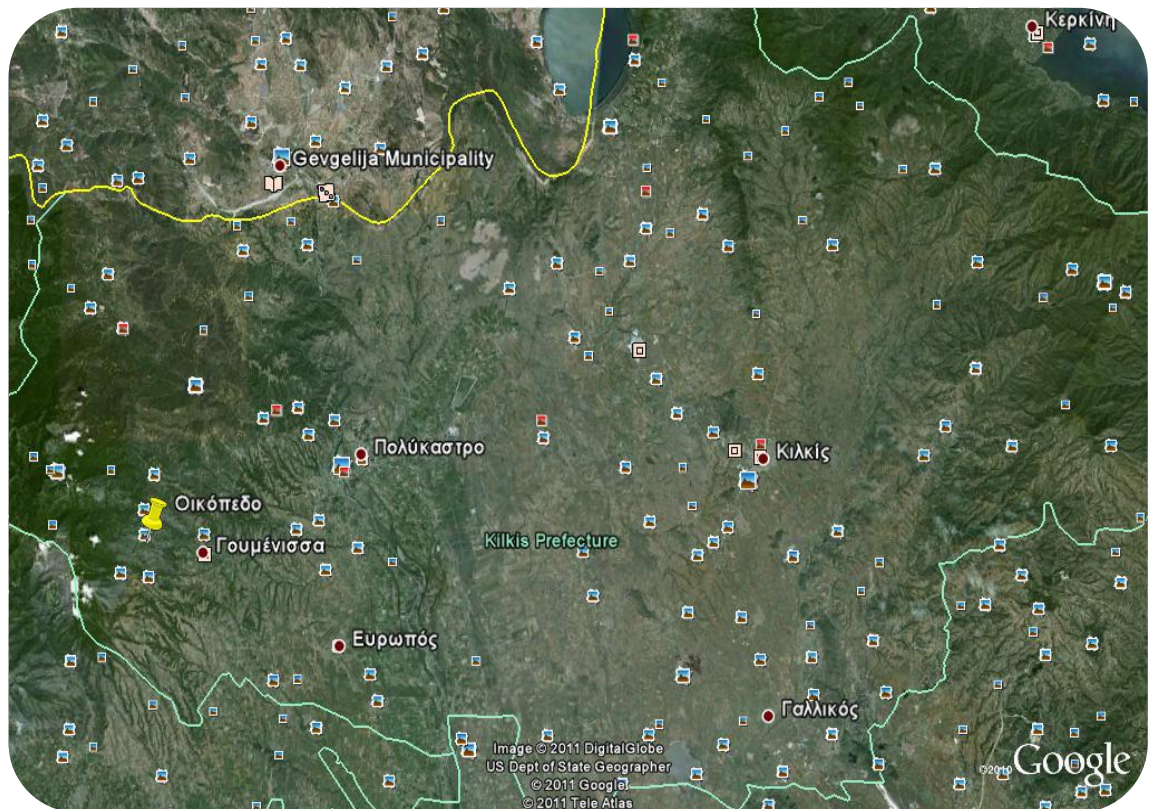 Κερκίνη
Gevgelija Municipality
Πολύκαστρο
Κιλκίς
Οικόπεδο
Γουμένισσα
Kilkis Prefecture
Ευρωπός
Γαλλικός
Image © 2011 DigitalGlobe
US Dept of State Geographer
© 2011 Google
© 2011 Tele Atlas
©2010 Google